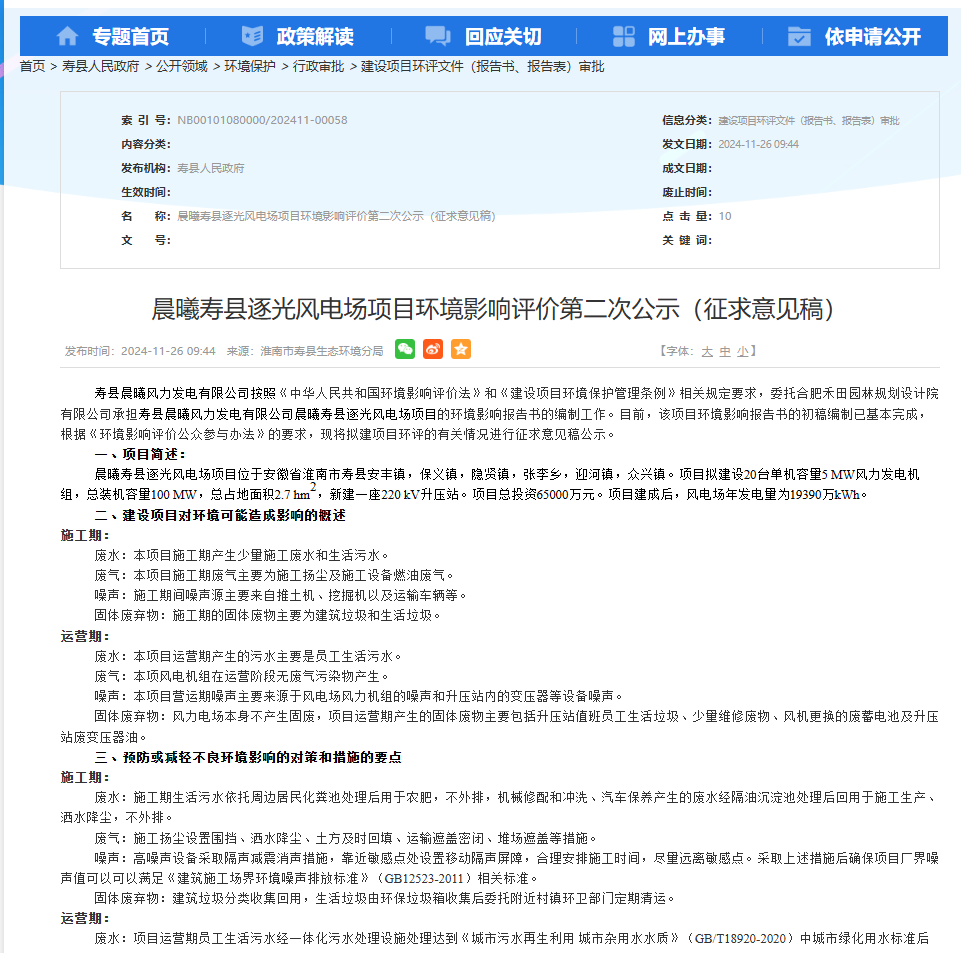 专题首页 政策解读 回应关切 网上办事 依申请公开
首页 > 寿县人民政府 > 公开领域 > 环境保护 > 行政审批 > 建设项目环评文件（报告书、报告表）审批
索 引 号: NB00101080000/202411-00058 信息分类: 建设项目环评文件（报告书、报告表）审批
内容分类: 发文日期: 2024-11-26 09:44
发布机构: 寿县人民政府 成文日期:
生效时间: 废止时间:
名 称: 晨曦寿县逐光风电场项目环境影响评价第二次公示（征求意见稿） 点 击 量: 10
文 号: 关 键 词:
晨曦寿县逐光风电场项目环境影响评价第二次公示（征求意见稿）
发布时间: 2024-11-26 09:44 来源: 淮南市寿县生态环境分局 【字体: 大 中 小】
寿县晨曦风力发电有限公司按照《中华人民共和国环境影响评价法》和《建设项目环境保护管理条例》相关规定要求，委托合肥禾田园林规划设计院
有限公司承担寿县晨曦风力发电有限公司晨曦寿县逐光风电场项目的环境影响报告书的编制工作。目前，该项目环境影响报告书的初稿编制已基本完成，
根据《环境影响评价公众参与办法》的要求，现将拟建项目环评的有关情况进行征求意见稿公示。
一、项目简述：
晨曦寿县逐光风电场项目位于安徽省淮南市寿县安丰镇，保义镇，隐贤镇，张李乡，迎河镇，众兴镇。项目拟建设20台单机容量5 MW风力发电机
组，总装机容量100 MW，总占地面积2.7 hm2，新建一座220 kV升压站。项目总投资65000万元。项目建成后，风电场年发电量为19390万kWh。
二、建设项目对环境可能造成影响的概述
施工期：
废水：本项目施工期产生少量施工废水和生活污水。
废气：本项目施工期废气主要为施工扬尘及施工设备燃油废气。
噪声：施工期间噪声源主要来自推土机、挖掘机以及运输车辆等。
固体废弃物：施工期的固体废物主要为建筑垃圾和生活垃圾。
运营期：
废水：本项目运营期产生的污水主要是员工生活污水。
废气：本项风电机组在运营阶段无废气污染物产生。
噪声：本项目营运期噪声主要来源于风电场风力机组的噪声和升压站内的变压器等设备噪声。
固体废弃物：风力电场本身不产生固废，项目运营期产生的固体废物主要包括升压站值班员工生活垃圾、少量维修废物、风机更换的废蓄电池及升压
站废变压器油。
三、预防或减轻不良环境影响的对策和措施的要点
施工期：
废水：施工期生活污水依托周边居民化粪池处理后用于农肥，不外排，机械修配和冲洗、汽车保养产生的废水经隔油沉淀池处理后回用于施工生产、
洒水降尘，不外排。
废气：施工扬尘设置围挡、洒水降尘、土方及时回填、运输遮盖密闭、堆场遮盖等措施。
噪声：高噪声设备采取隔声减震消声措施，靠近敏感点处设置移动隔声屏障，合理安排施工时间，尽量远离敏感点。采取上述措施后确保项目厂界噪
声值可以可以满足《建筑施工场界环境噪声排放标准》（GB12523-2011）相关标准。
固体废弃物：建筑垃圾分类收集回用，生活垃圾由环保垃圾箱收集后委托附近村镇环卫部门定期清运。
运营期：
废水：项目运营期员工生活污水经一体化污水处理设施处理达到《城市污水再生利用 城市杂用水水质》（GB/T18920-2020）中城市绿化用水标准后